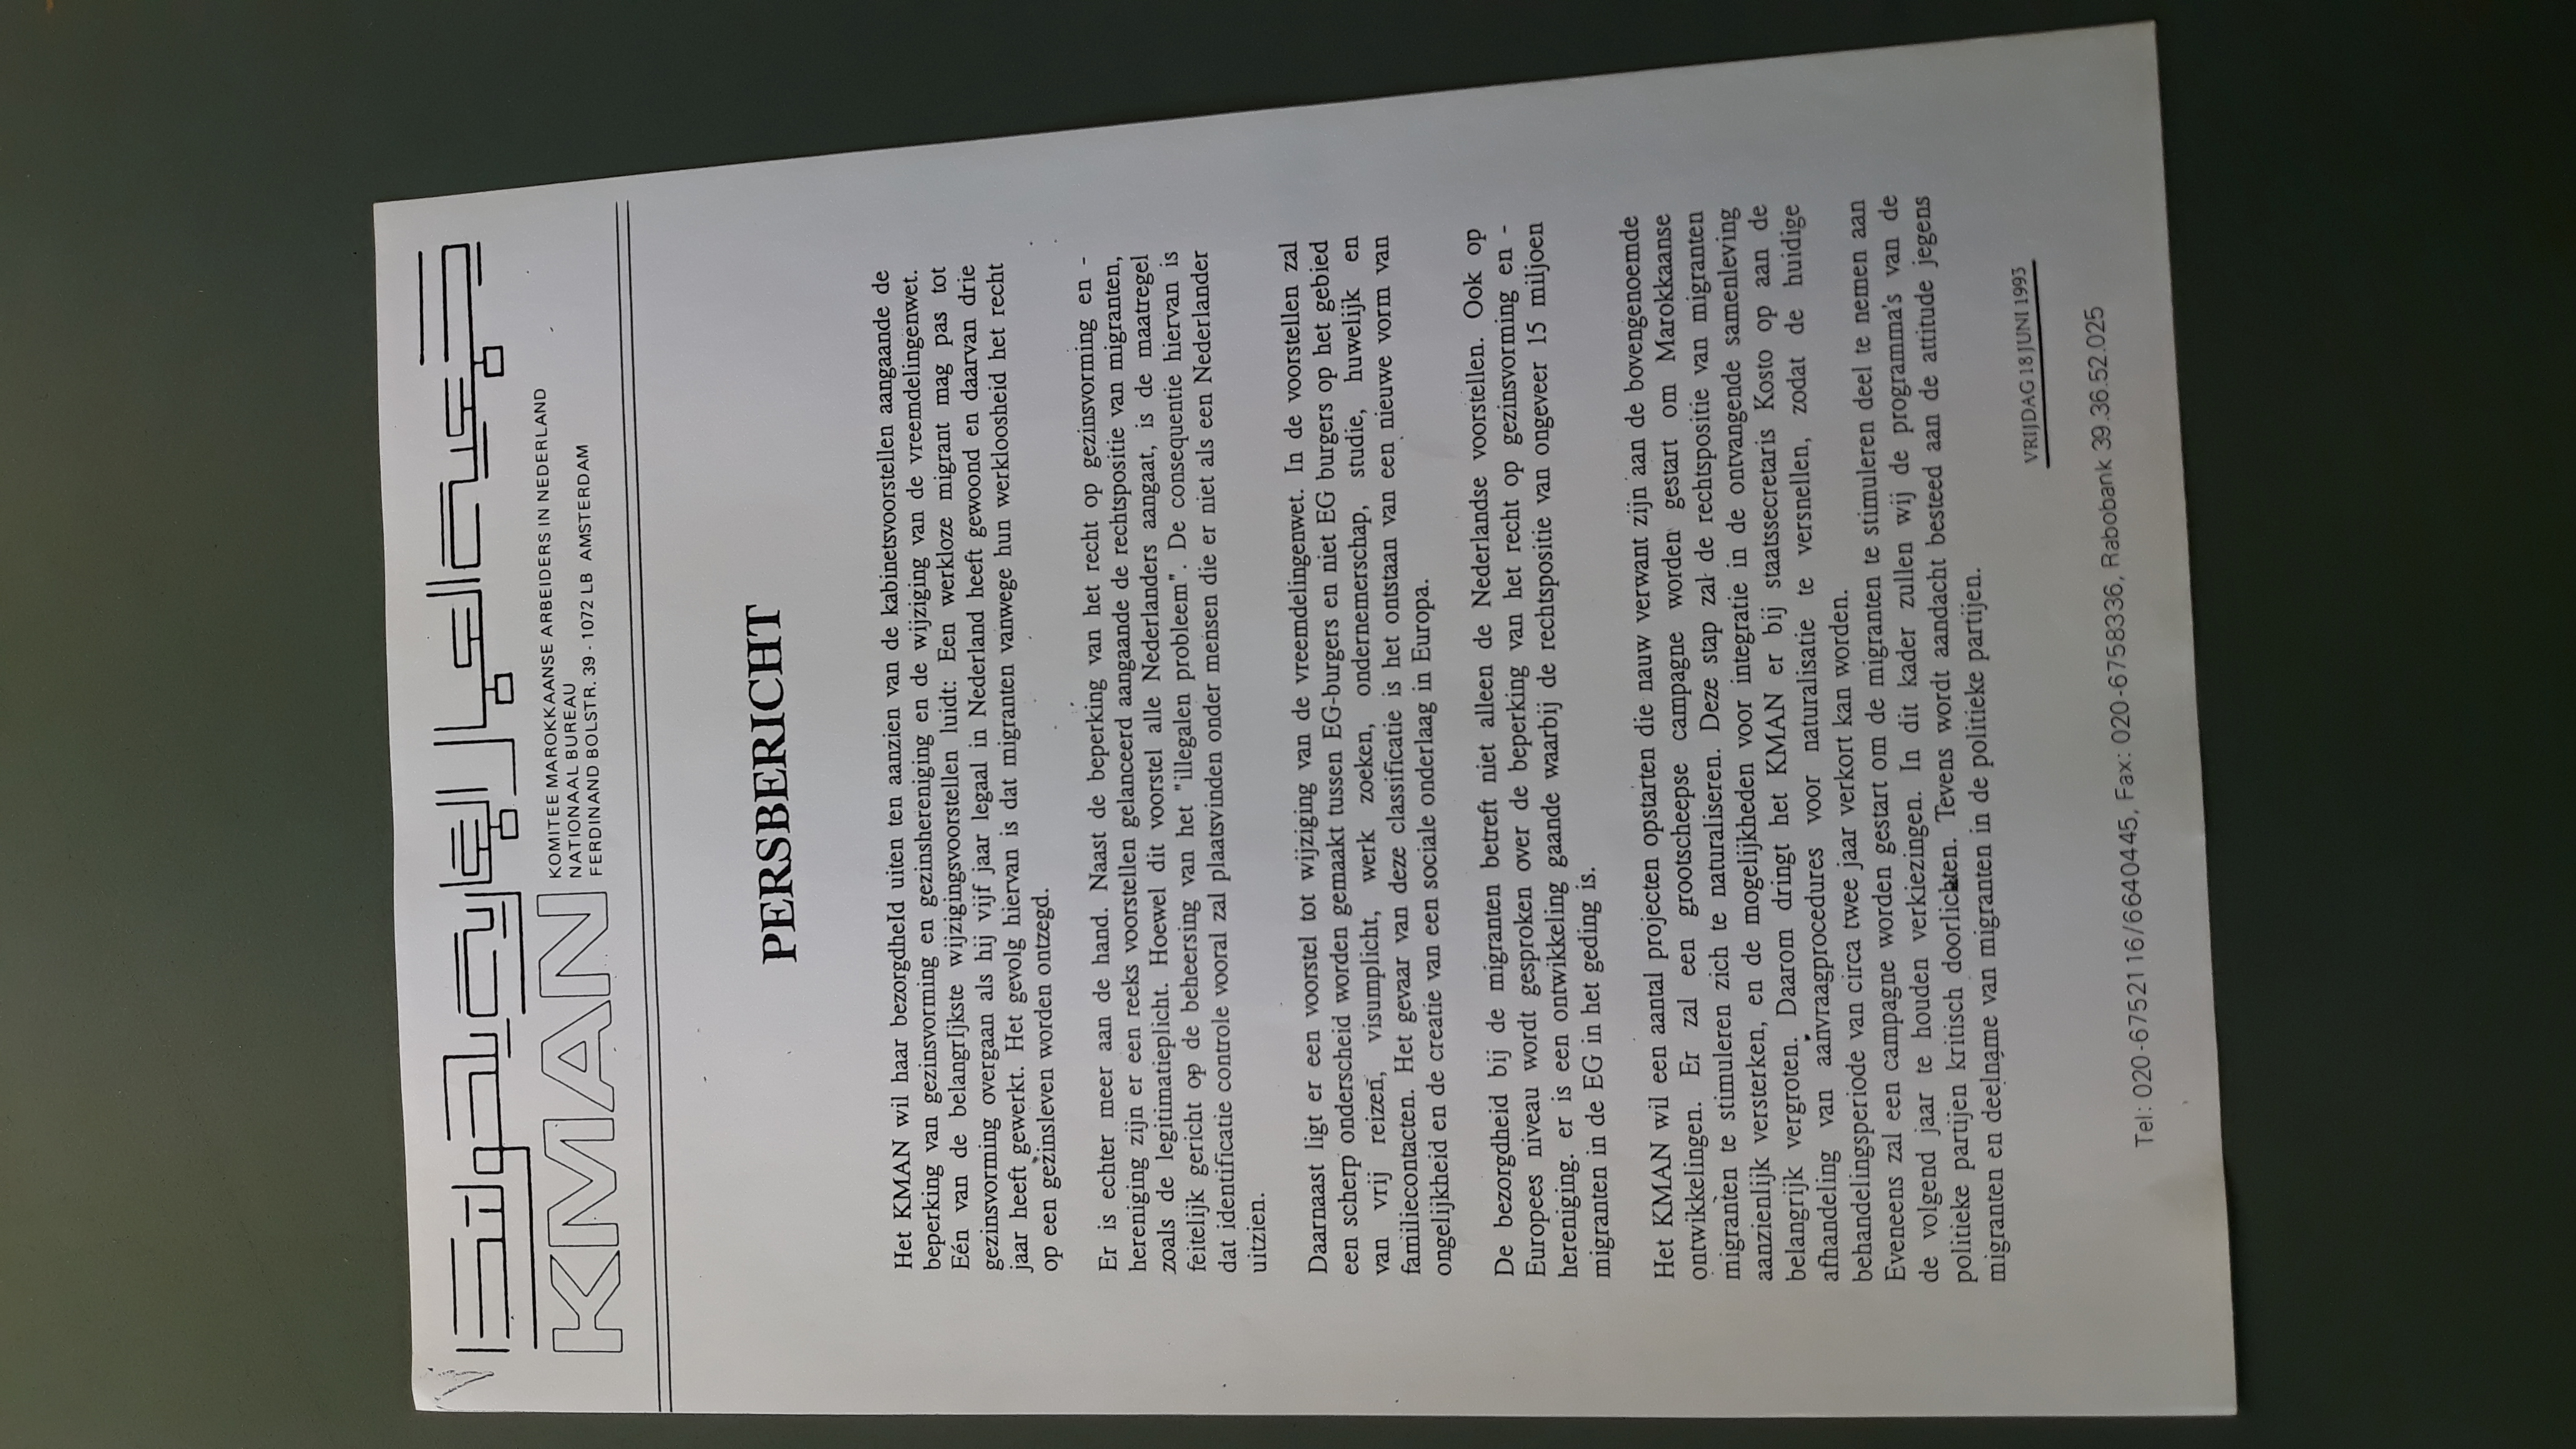 جمعية العمال المغاربة بهولندا
KMAN
KOMITEE MAROKKAANSE ARBEIDERS IN NEDERLAND
NATIONAAL BUREAU
FERDINAND BOLSTR. 39 - 1072 LB AMSTERDAM
PERSBERICHT
Het KMAN wil haar bezorgdheId uiten ten aanzien van de kabinetsvoorstellen aangaande de
beperking van gezinsvorming en gezinshereniging en de wijziging van de vreemdelingenwet.
Eén van de belangrIjkste wijzigingsvoorstellen luidt: Een werkloze migrant mag pas tot
gezinsvorming overgaan als hij vijf jaar legaal in Nederland heeft gewoond en daarvan drie
jaar heeft gewerkt. Het gevolg hiervan is dat migranten vanwege hun werkloosheid het recht
op een gezinsleven worden ontzegd.
Er is echter meer aan de hand. Naast de beperking van het recht op gezinsvorming en -
hereniging zijn er een reeks voorstellen gelanceerd aangaande de rechtspositie van migranten,
zoals de legitimatieplicht. Hoewel dit voorstel alle Nederlanders aangaat, is de maatregel
feitelijk gericht op de beheersing van het "illegalen probleem". De consequentie hiervan is
dat identificatie controle vooral zal plaatsvinden onder mensen die er niet als een Nederlander
uitzien.
Daarnaast ligt er een voorstel tot wijziging van de vreemdelingenwet. In de voorstellen zal
een scherp onderscheid worden gemaakt tussen EG-burgers en niet EG burgers op het gebied
van vrij reizen, visumplicht, werk zoeken, ondernemerschap, studie, huwelijk en
familiecontacten. Het gevaar van deze classificatie is het ontstaan van een nieuwe vorm van
ongelijkheid en de creatie van een sociale onderlaag in Europa.
De bezorgdheid bij de migranten betreft niet alleen de Nederlandse voorstellen. Ook op
Europees niveau wordt gesproken over de beperking van het recht op gezinsvorming en -
hereniging. er is een ontwikkeling gaande waarbij de rechtspositie van ongeveer 15 miljoen
migranten in de EG in het geding is.
Het KMAN wil een aantal projecten opstarten die nauw verwant zijn aan de bovengenoemde
ontwikkelingen. Er zal een grootscheepse campagne worden gestart om Marokkaanse
migranten te stimuleren zich te naturaliseren. Deze stap zal de rechtspositie van migranten
aanzienlijk versterken, en de mogelijkheden voor integratie in de ontvangende samenleving
belangrijk vergroten. Daarom dringt het KMAN er bij staatssecretaris Kosto op aan de
afhandeling van aanvraagprocedures voor naturalisatie te versnellen, zodat de huidige
behandelingsperiode van circa twee jaar verkort kan worden.
Eveneens zal een campagne worden gestart om de migranten te stimuleren deel te nemen aan
de volgend jaar te houden verkiezingen. In dit kader zullen wij de programma's van de
politieke partijen kritisch doorlichten. Tevens wordt aandacht besteed aan de attitude jegens
migranten en deelname van migranten in de politieke partijen.
VRIJDAG 18 JUNI 1993
Tel: 020-6752116/6640445, Fax: 020-6758336, Rabobank 39.36.52.025